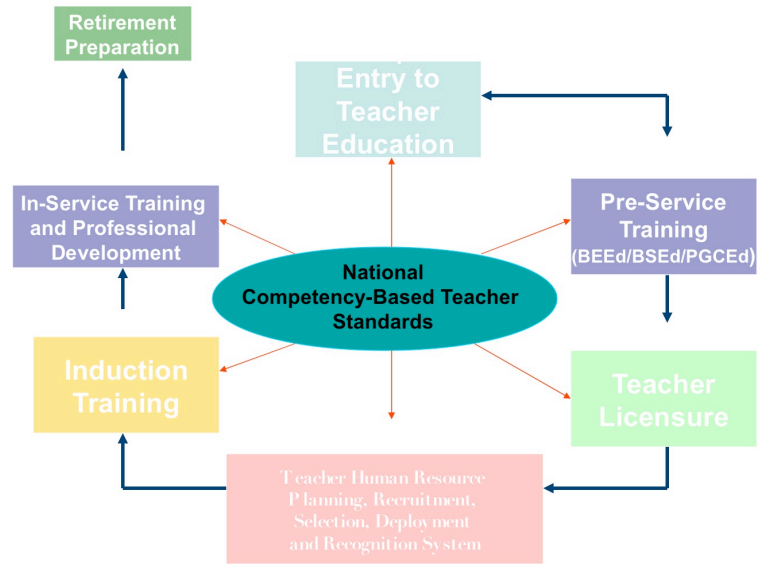 Retirement
Preparation
Entry to
Teacher
Education
In-Service Training
and Professional
Development
Pre-Service
Training
(BEEd/BSEd/PGCEd)
National
Competency-Based Teacher
Standards
Induction
Training
Teacher
Licensure
Teacher Human Resource
Planning, Recruitment,
Selection, Deployment
and Recognition System